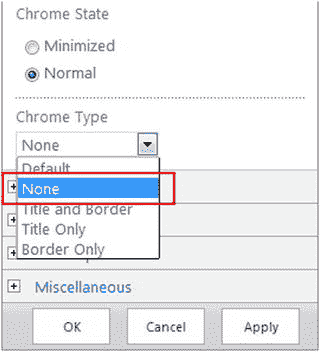 Chrome State
Minimized
Normal
Chrome Type
None
Default
None
Title and Border
Title Only
Border Only
Miscellaneous
OK
Cancel
Apply